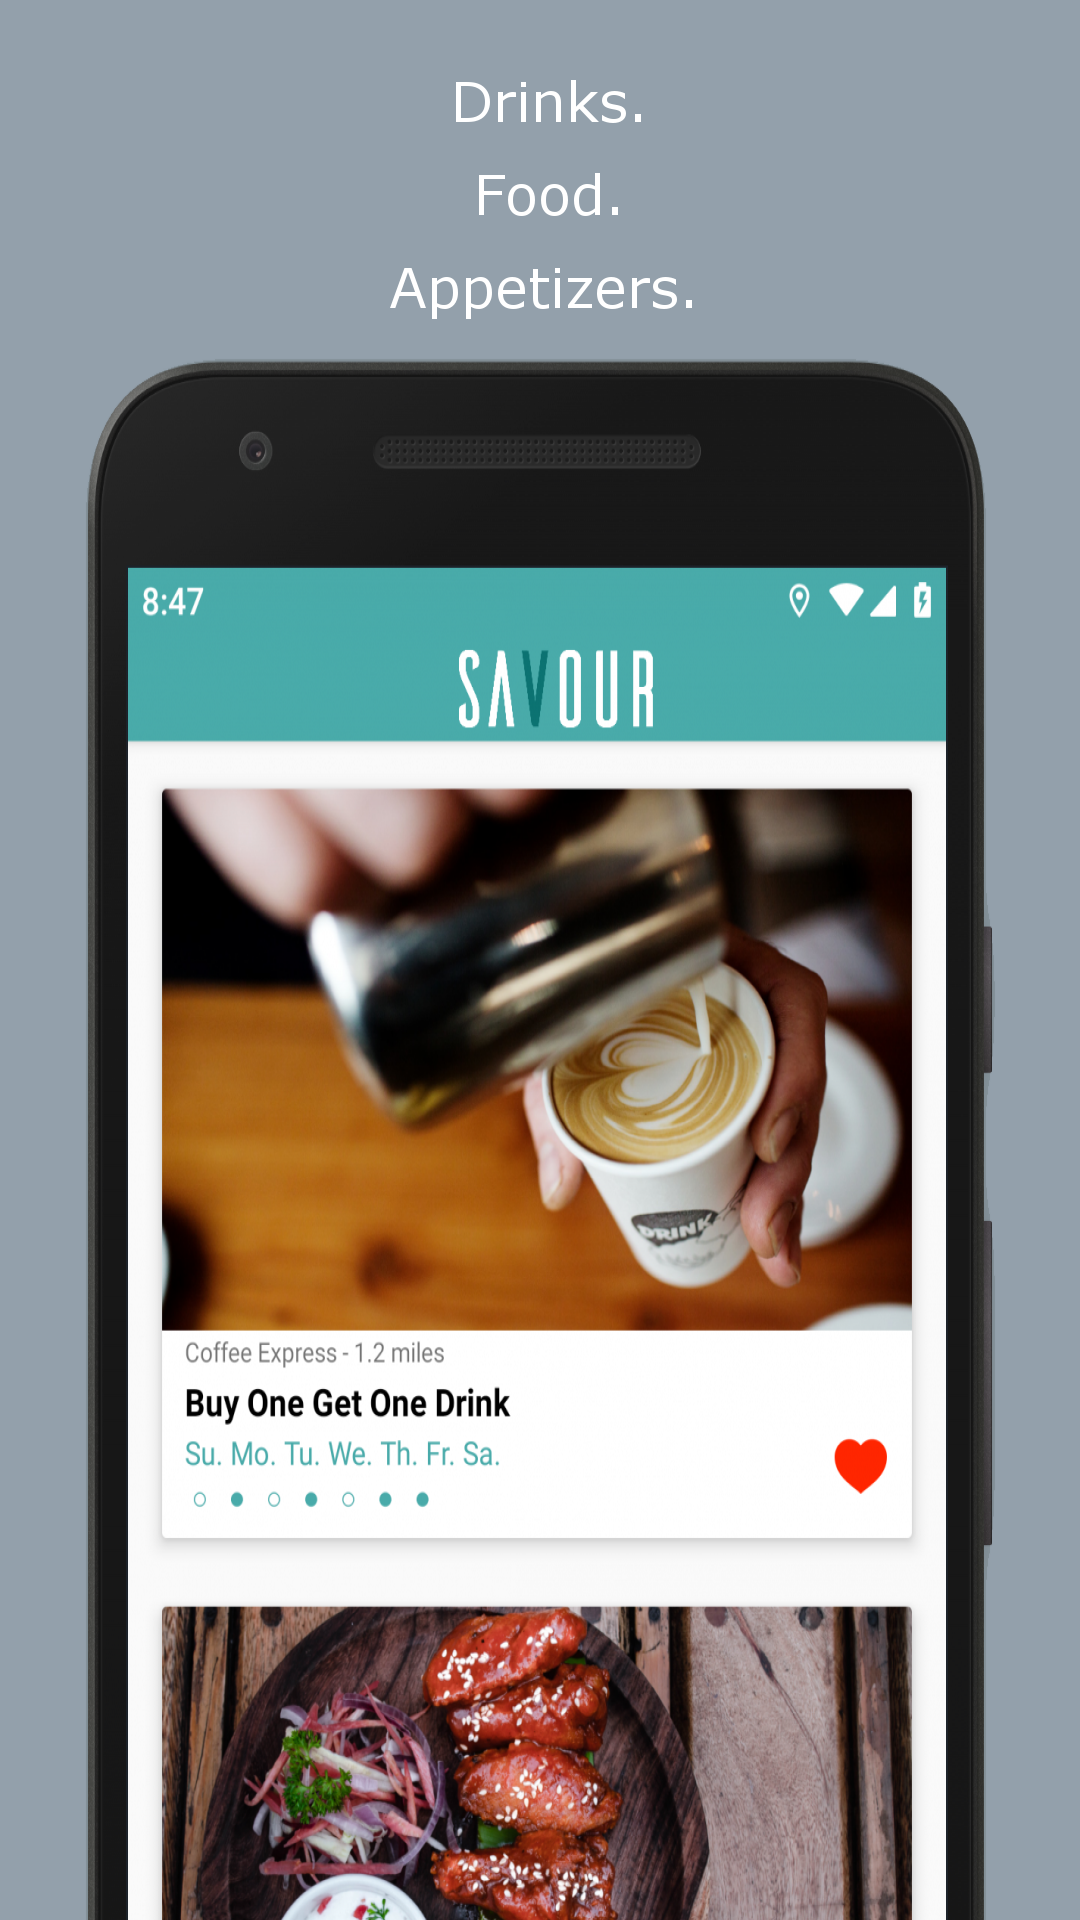 Drinks.
Food.
Appetizers.
8:47
SAVOUR
DRINK
Coffee Express - 1.2 miles
Buy One Get One Drink
Su. Mo. Tu. We. Th. Fr. Sa.